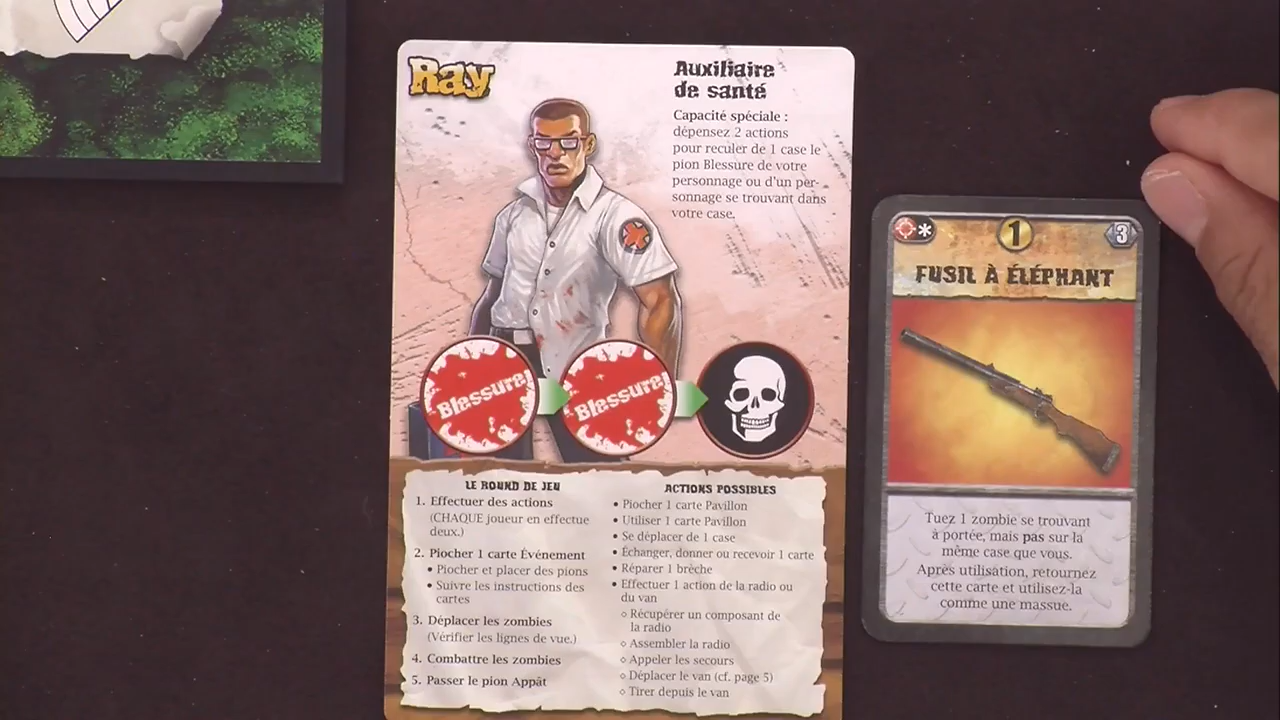 Ray
Auxiliaire
de santé
Capacité spéciale :
dépensez 2 actions
pour reculer de 1 case le
pion Blessure de votre
personnage ou d'un per-
sonnage se trouvant dans
votre case.
Blessure
Blessure
LE ROUND DE JEU
1. Effectuer des actions
(CHAQUE joueur en effectue
deux.)
2. Piocher 1 carte Événement
• Piocher et placer des pions
• Suivre les instructions des
cartes
3. Déplacer les zombies
(Vérifier les lignes de vue.)
4. Combattre les zombies
5. Passer le pion Appât
ACTIONS POSSIBLES
• Piocher 1 carte Pavillon
• Utiliser 1 carte Pavillon
• Se déplacer de 1 case
• Échanger, donner ou recevoir 1 carte
• Réparer 1 brèche
• Effectuer 1 action de la radio ou
du van
⋄ Récupérer un composant de
la radio
⋄ Assembler la radio
⋄ Appeler les secours
⋄ Déplacer le van (cf. page 5)
⋄ Tirer depuis le van
* 1 3
FUSIL À ÉLÉPHANT
Tuez 1 zombie se trouvant
à portée, mais pas sur la
même case que vous.
Après utilisation, retournez
cette carte et utilisez-la
comme une massue.